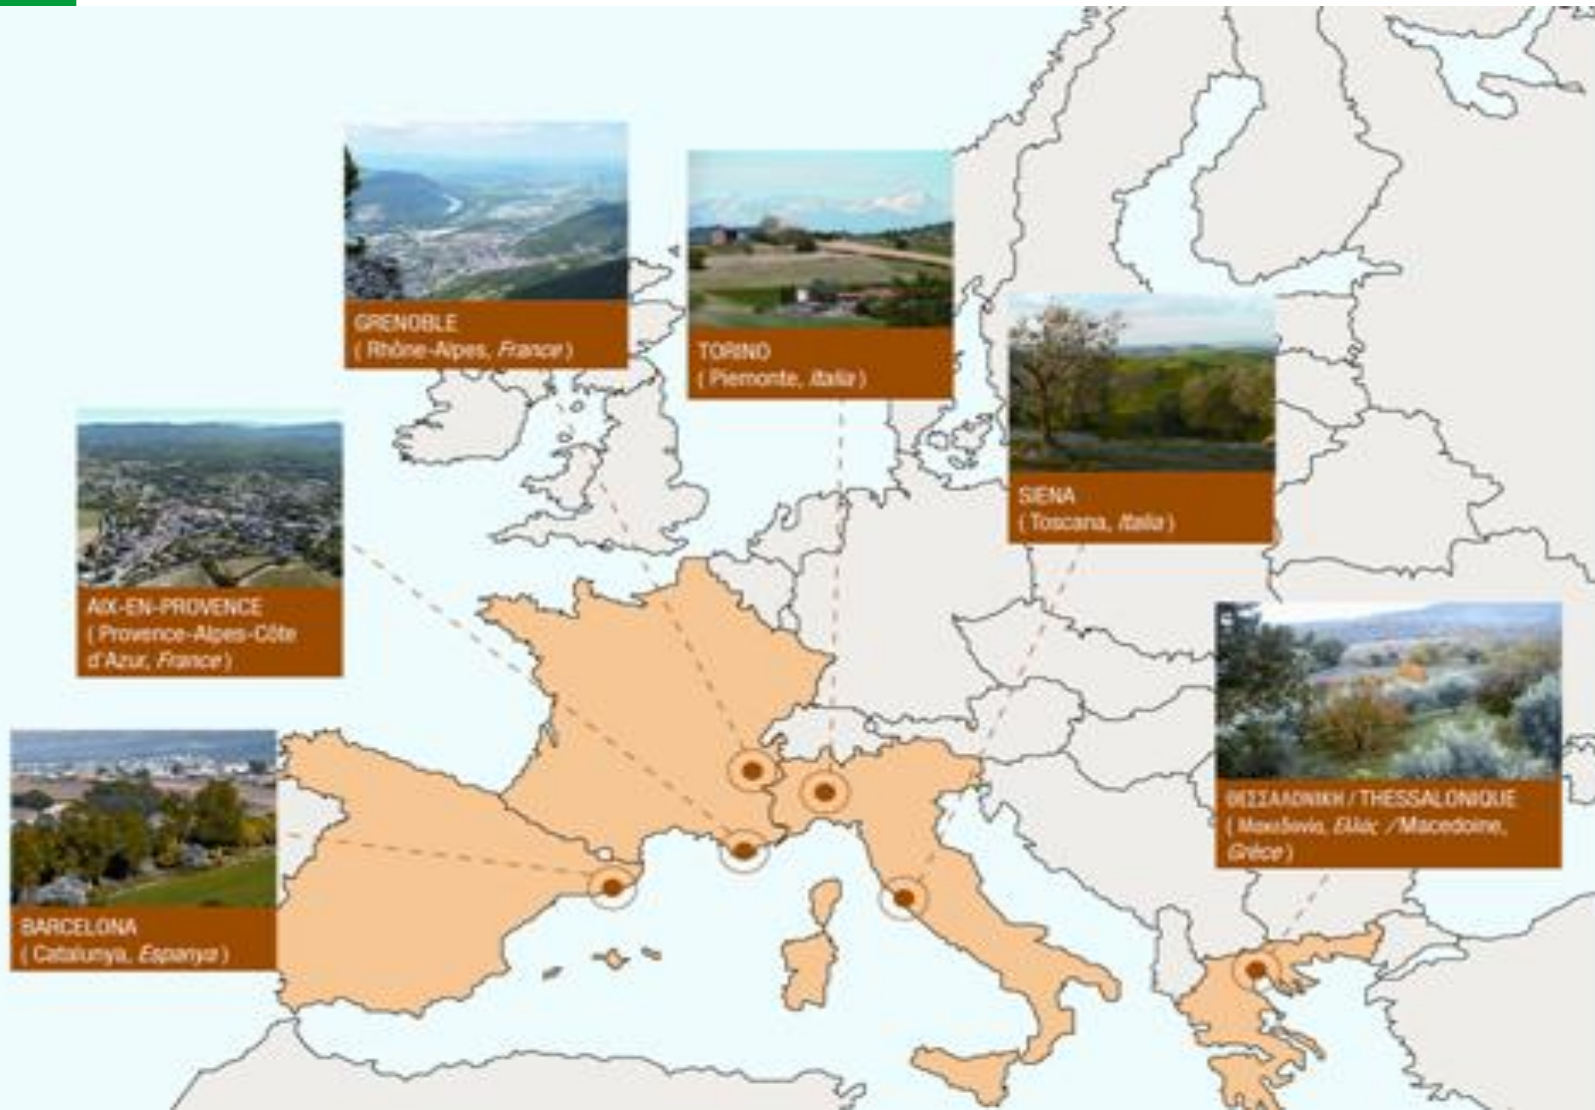 GRENOBLE
( Rhône-Alpes, France )
TORINO
( Piemonte, Italia )
SIENA
( Toscana, Italia )
AIX-EN-PROVENCE
( Provence-Alpes-Côte
d'Azur, France )
ΘΕΣΣΑΛΟΝΙΚΗ / THESSALONIQUE
( Μακεδονία, Ελλάς / Macedoine,
Grèce )
BARCELONA
( Catalunya, Espanya )